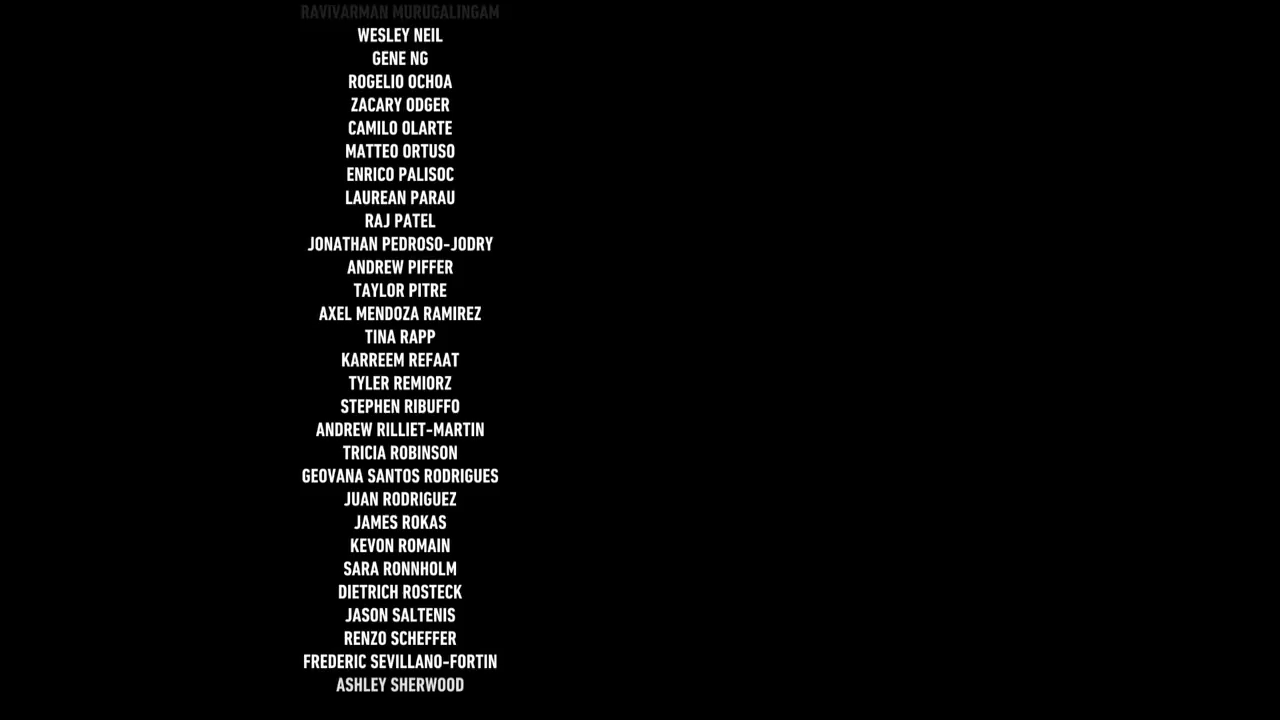 RAVIVARMAN MURUGALINGAM
WESLEY NEIL
GENE NG
ROGELIO OCHOA
ZACARY ODGER
CAMILO OLARTE
MATTEO ORTUSO
ENRICO PALISOC
LAUREAN PARAU
RAJ PATEL
JONATHAN PEDROSO-JODRY
ANDREW PIFFER
TAYLOR PITRE
AXEL MENDOZA RAMIREZ
TINA RAPP
KARREEM REFAAT
TYLER REMIORZ
STEPHEN RIBUFFO
ANDREW RILLIET-MARTIN
TRICIA ROBINSON
GEOVANA SANTOS RODRIGUES
JUAN RODRIGUEZ
JAMES ROKAS
KEVON ROMAIN
SARA RONNHOLM
DIETRICH ROSTECK
JASON SALTENIS
RENZO SCHEFFER
FREDERIC SEVILLANO-FORTIN
ASHLEY SHERWOOD